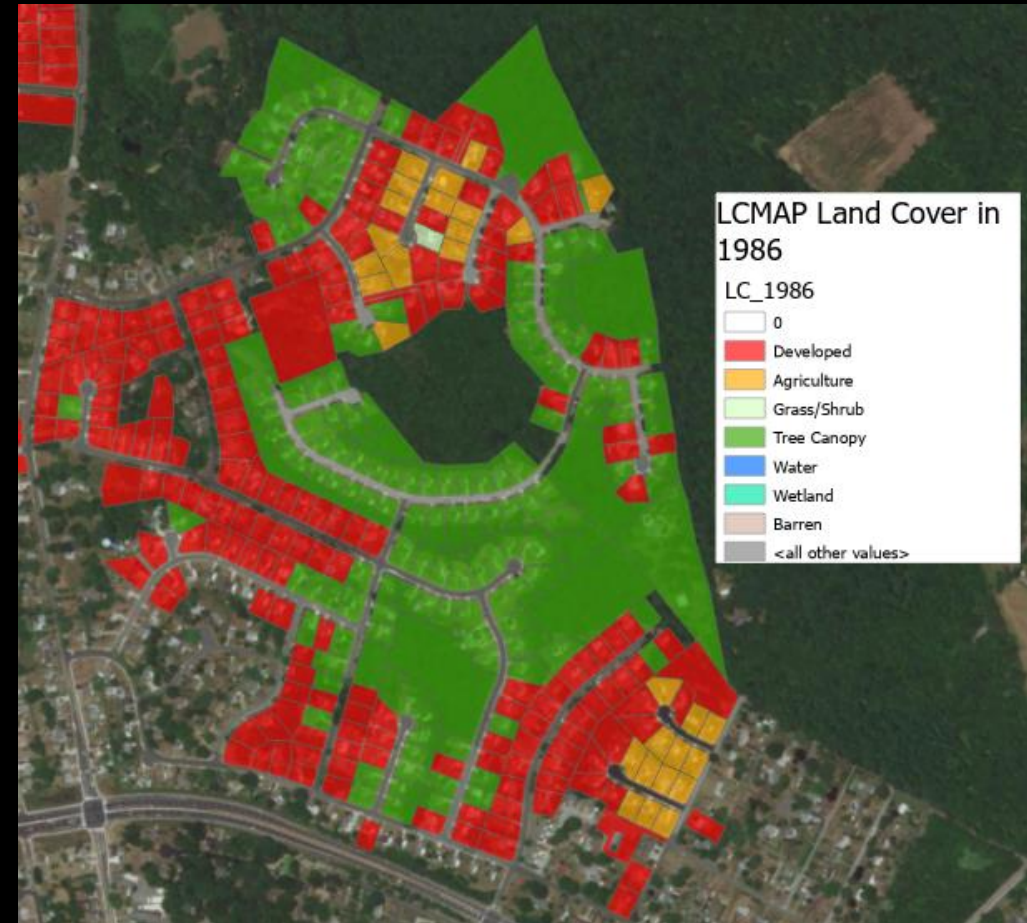 LCMAP Land Cover in
1986
LC_1986
0
Developed
Agriculture
Grass/Shrub
Tree Canopy
Water
Wetland
Barren
<all other values>